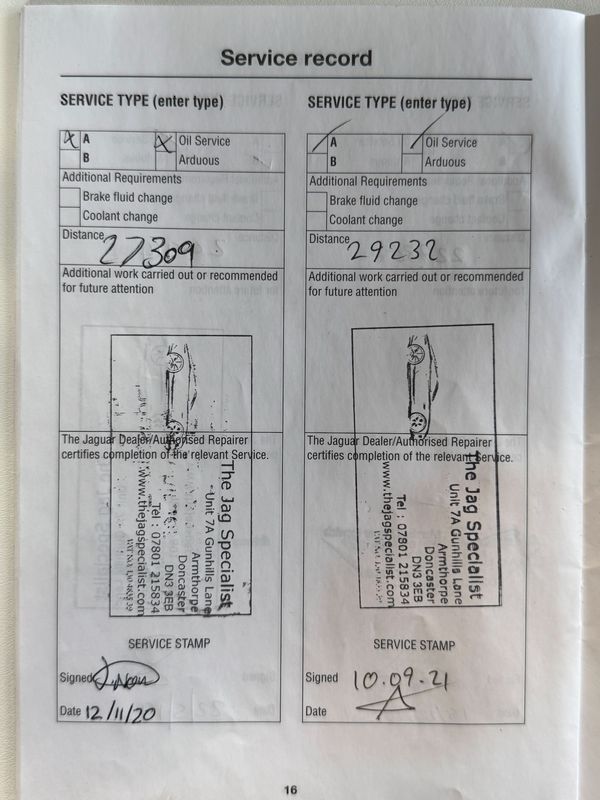 Service record
SERVICE TYPE (enter type)
A
Oil Service
B
Arduous
Additional Requirements
Brake fluid change
Coolant change
Distance
27309
Additional work carried out or recommended
for future attention
The Jaguar Dealer/Authorised Repairer
certifies completion of the relevant Service.
The Jag Specialist
Unit 7A Gunhills Lane
Armthorpe
Doncaster
DN3 3EB
Tel : 07801 215834
www.thejagspecialist.com
SERVICE STAMP
Signed
Date 12/11/20
SERVICE TYPE (enter type)
A
Oil Service
B
Arduous
Additional Requirements
Brake fluid change
Coolant change
Distance
29232
Additional work carried out or recommended
for future attention
The Jaguar Dealer/Authorised Repairer
certifies completion of the relevant Service.
The Jag Specialist
Unit 7A Gunhills Lane
Armthorpe
Doncaster
DN3 3EB
Tel : 07801 215834
www.thejagspecialist.com
SERVICE STAMP
Signed 10.09.21
Date
16